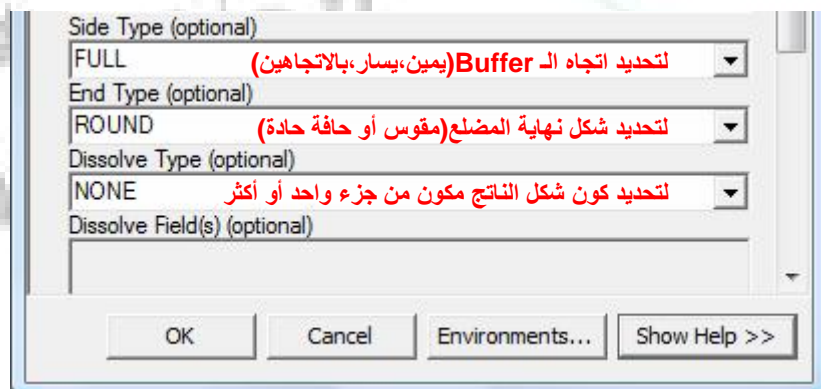 Side Type (optional)
FULL لتحديد اتجاه الـ Buffer(يمين،يسار،بالاتجاهين)
End Type (optional)
ROUND لتحديد شكل نهاية المضلع(مقوس أو حافة حادة)
Dissolve Type (optional)
NONE لتحديد كون شكل الناتج مكون من جزء واحد أو أكثر
Dissolve Field(s) (optional)
OK Cancel Environments... Show Help >>